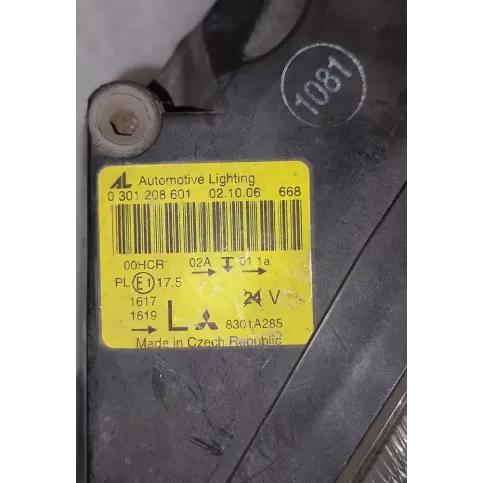 1081
AL Automotive Lighting
0 301 208 601 02.10.06 668
00HCR 02A 01 1a
PL E1 17.5
1617 24 V
1619
L 8301A285
Made in Czech Republic